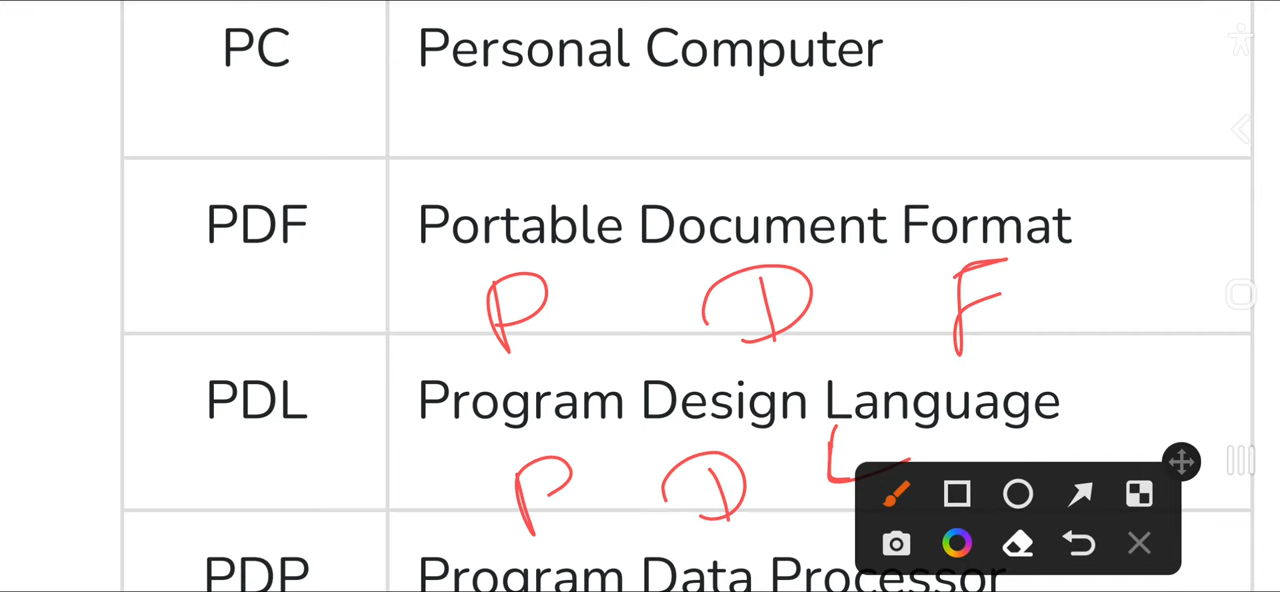 PC Personal Computer
PDF Portable Document Format
P D F
PDL Program Design Language
P D L
PDP Program Data Processor